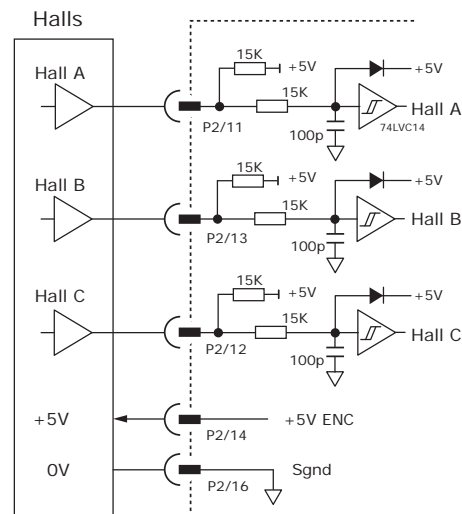 Halls
15K
+5V
+5V
Hall A
15K
Hall A
P2/11
100p
74LVC14
15K
+5V
Hall B
+5V
15K
Hall B
P2/13
100p
15K
+5V
Hall C
+5V
15K
Hall C
P2/12
100p
+5V
+5V ENC
P2/14
0V
Sgnd
P2/16